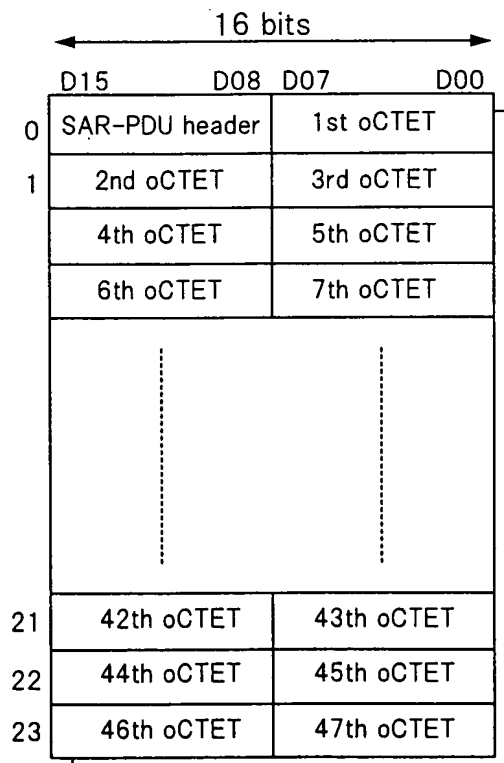 16 bits
D15 D08 D07 D00
0 SAR-PDU header 1st oCTET
1 2nd oCTET 3rd oCTET
4th oCTET 5th oCTET
6th oCTET 7th oCTET
21 42th oCTET 43th oCTET
22 44th oCTET 45th oCTET
23 46th oCTET 47th oCTET